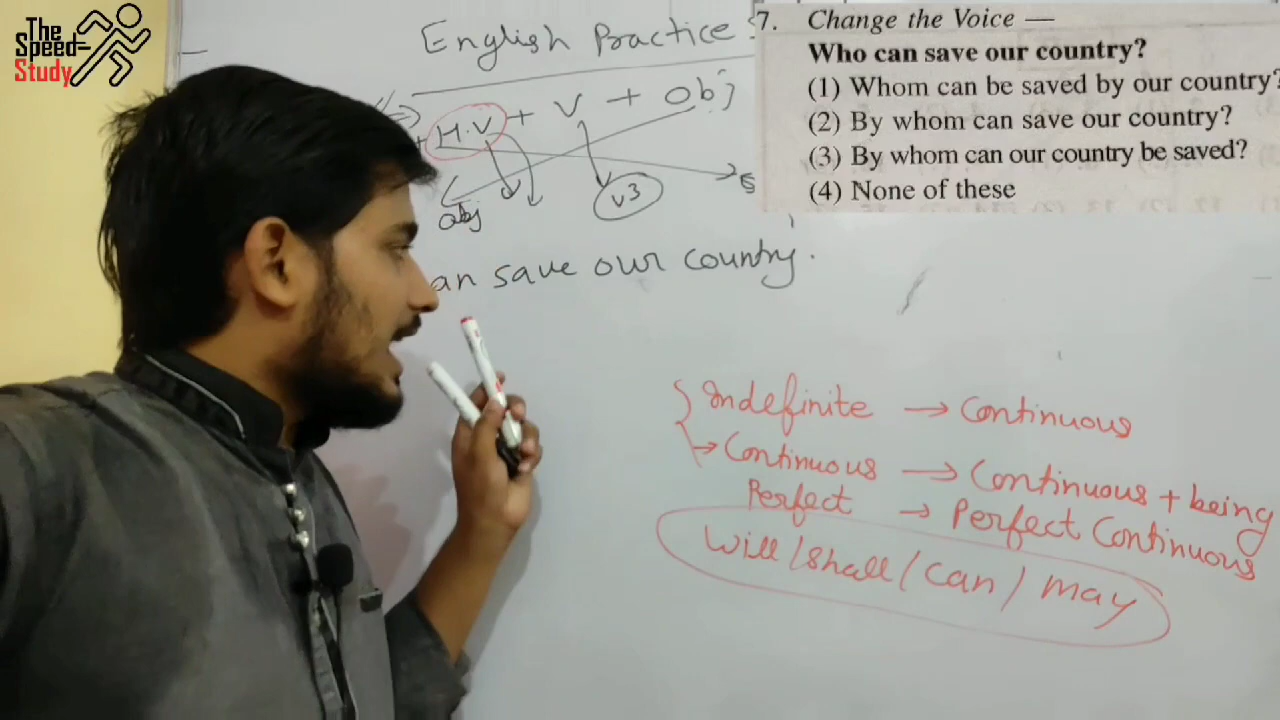 The
Speed
Study
English Practice
H.V + V + Obj
obj
V3
an save our country.
Indefinite → Continuous
→ Continuous → Continuous + being
Perfect → Perfect Continuous
Will / Shall / Can / may
7. Change the Voice —
Who can save our country?
(1) Whom can be saved by our country?
(2) By whom can save our country?
(3) By whom can our country be saved?
(4) None of these